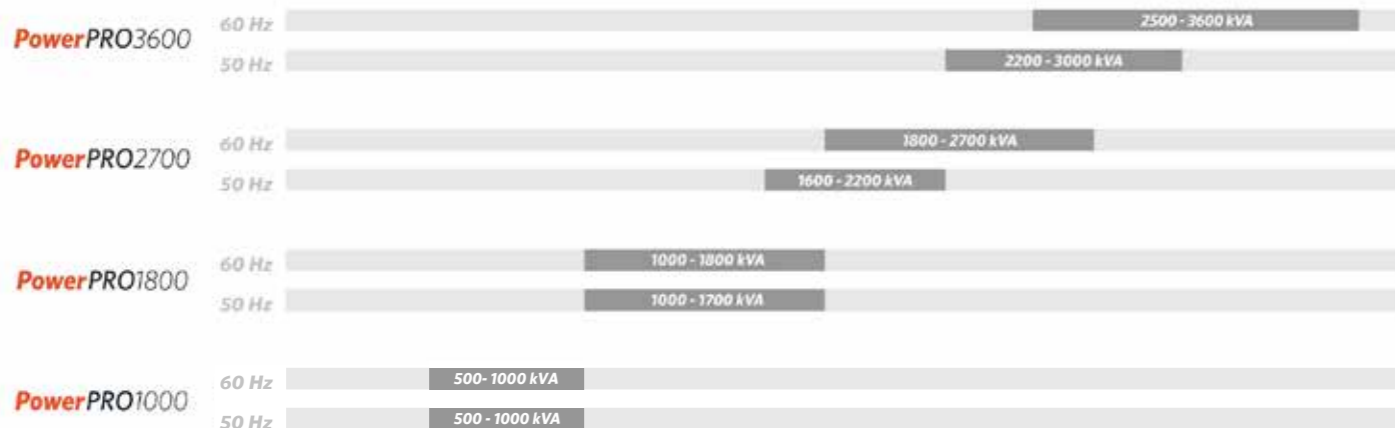 60 Hz 2500 - 3600 kVA
PowerPRO3600
50 Hz 2200 - 3000 kVA
60 Hz 1800 - 2700 kVA
PowerPRO2700
50 Hz 1600 - 2200 kVA
60 Hz 1000 - 1800 kVA
PowerPRO1800
50 Hz 1000 - 1700 kVA
60 Hz 500- 1000 kVA
PowerPRO1000
50 Hz 500 - 1000 kVA